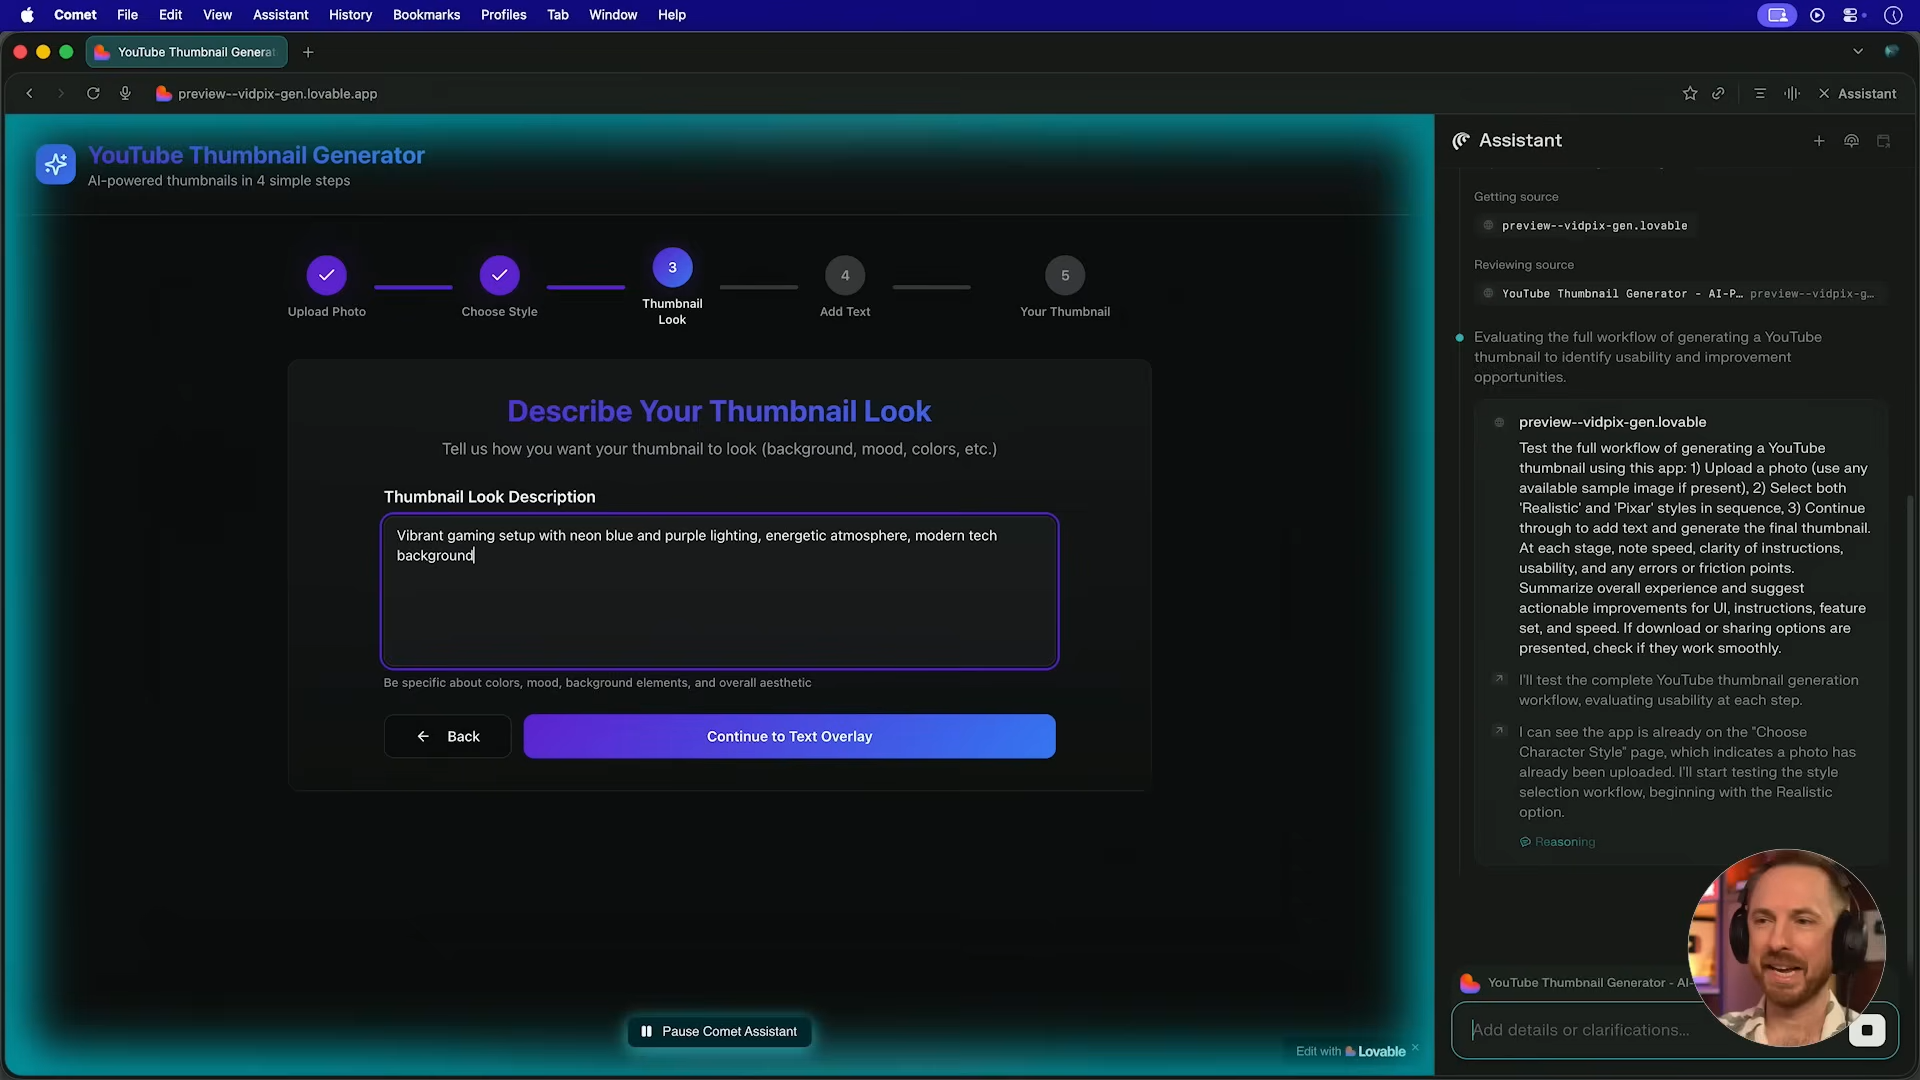 Comet File Edit View Assistant History Bookmarks Profiles Tab Window Help
YouTube Thumbnail Genera
preview--vidpix-gen.lovable.app
Assistant
YouTube Thumbnail Generator
AI-powered thumbnails in 4 simple steps
3
4
5
Upload Photo
Choose Style
Thumbnail
Look
Add Text
Your Thumbnail
Describe Your Thumbnail Look
Tell us how you want your thumbnail to look (background, mood, colors, etc.)
Thumbnail Look Description
Vibrant gaming setup with neon blue and purple lighting, energetic atmosphere, modern tech
background
Be specific about colors, mood, background elements, and overall aesthetic
Back
Continue to Text Overlay
Pause Comet Assistant
Edit with Lovable
Assistant
Getting source
preview--vidpix-gen.lovable
Reviewing source
YouTube Thumbnail Generator - AI-P… preview--vidpix-g…
Evaluating the full workflow of generating a YouTube
thumbnail to identify usability and improvement
opportunities.
preview--vidpix-gen.lovable
Test the full workflow of generating a YouTube
thumbnail using this app: 1) Upload a photo (use any
available sample image if present), 2) Select both
'Realistic' and 'Pixar' styles in sequence, 3) Continue
through to add text and generate the final thumbnail.
At each stage, note speed, clarity of instructions,
usability, and any errors or friction points.
Summarize overall experience and suggest
actionable improvements for UI, instructions, feature
set, and speed. If download or sharing options are
presented, check if they work smoothly.
I'll test the complete YouTube thumbnail generation
workflow, evaluating usability at each step.
I can see the app is already on the "Choose
Character Style" page, which indicates a photo has
already been uploaded. I'll start testing the style
selection workflow, beginning with the Realistic
option.
Reasoning
YouTube Thumbnail Generator - AI-
Add details or clarifications...